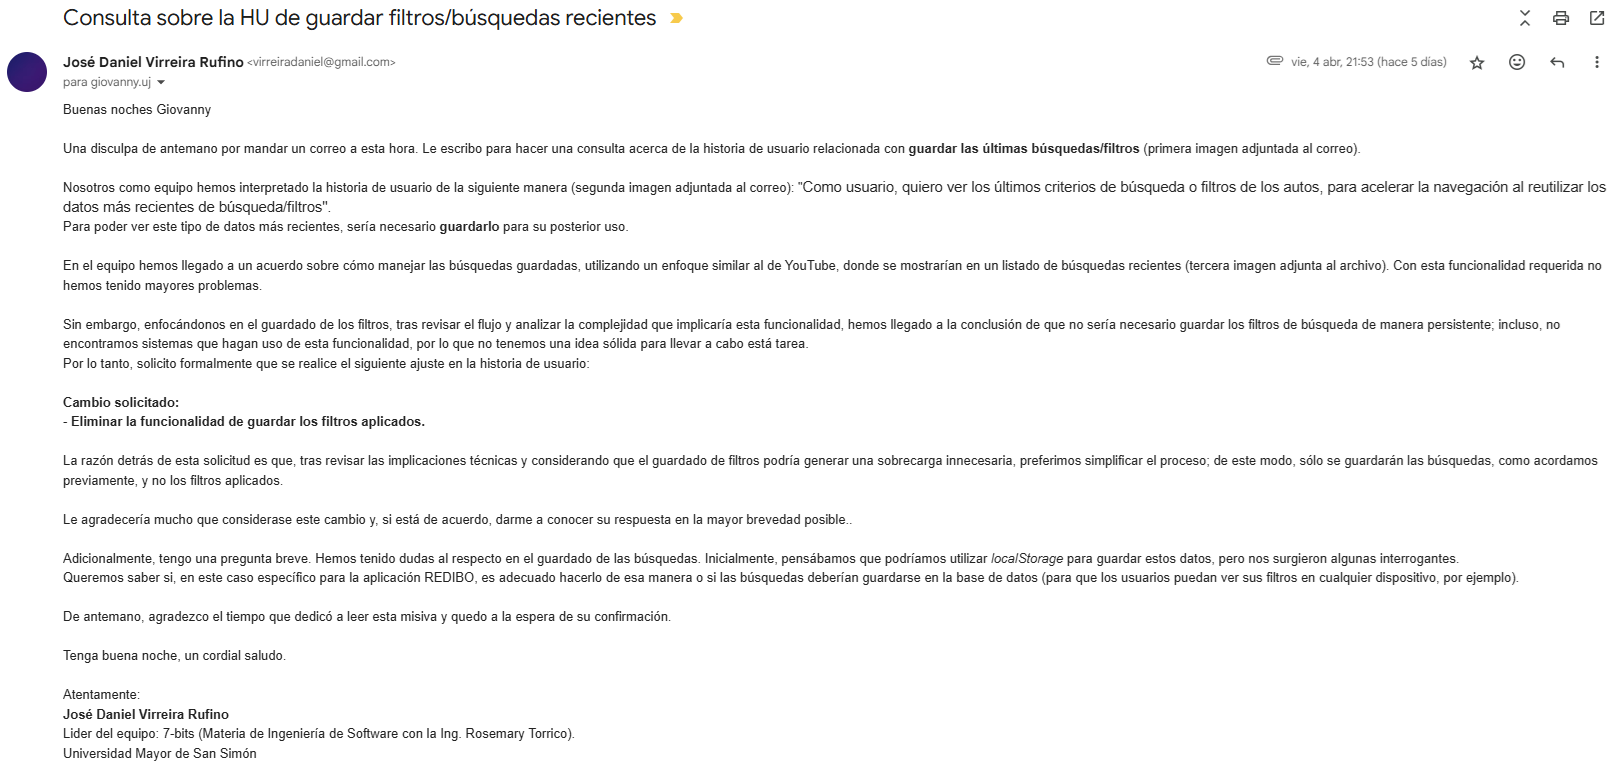 Consulta sobre la HU de guardar filtros/búsquedas recientes
José Daniel Virreira Rufino <virreiradaniel@gmail.com>
vie, 4 abr, 21:53 (hace 5 días)
para giovanny.uj
Buenas noches Giovanny
Una disculpa de antemano por mandar un correo a esta hora. Le escribo para hacer una consulta acerca de la historia de usuario relacionada con guardar las últimas búsquedas/filtros (primera imagen adjuntada al correo).
Nosotros como equipo hemos interpretado la historia de usuario de la siguiente manera (segunda imagen adjuntada al correo): "Como usuario, quiero ver los últimos criterios de búsqueda o filtros de los autos, para acelerar la navegación al reutilizar los
datos más recientes de búsqueda/filtros".
Para poder ver este tipo de datos más recientes, sería necesario guardarlo para su posterior uso.
En el equipo hemos llegado a un acuerdo sobre cómo manejar las búsquedas guardadas, utilizando un enfoque similar al de YouTube, donde se mostrarían en un listado de búsquedas recientes (tercera imagen adjunta al archivo). Con esta funcionalidad requerida no
hemos tenido mayores problemas.
Sin embargo, enfocándonos en el guardado de los filtros, tras revisar el flujo y analizar la complejidad que implicaría esta funcionalidad, hemos llegado a la conclusión de que no sería necesario guardar los filtros de búsqueda de manera persistente; incluso, no
encontramos sistemas que hagan uso de esta funcionalidad, por lo que no tenemos una idea sólida para llevar a cabo está tarea.
Por lo tanto, solicito formalmente que se realice el siguiente ajuste en la historia de usuario:
Cambio solicitado:
- Eliminar la funcionalidad de guardar los filtros aplicados.
La razón detrás de esta solicitud es que, tras revisar las implicaciones técnicas y considerando que el guardado de filtros podría generar una sobrecarga innecesaria, preferimos simplificar el proceso; de este modo, sólo se guardarán las búsquedas, como acordamos
previamente, y no los filtros aplicados.
Le agradecería mucho que considerase este cambio y, si está de acuerdo, darme a conocer su respuesta en la mayor brevedad posible..
Adicionalmente, tengo una pregunta breve. Hemos tenido dudas al respecto en el guardado de las búsquedas. Inicialmente, pensábamos que podríamos utilizar localStorage para guardar estos datos, pero nos surgieron algunas interrogantes.
Queremos saber si, en este caso específico para la aplicación REDIBO, es adecuado hacerlo de esa manera o si las búsquedas deberían guardarse en la base de datos (para que los usuarios puedan ver sus filtros en cualquier dispositivo, por ejemplo).
De antemano, agradezco el tiempo que dedicó a leer esta misiva y quedo a la espera de su confirmación.
Tenga buena noche, un cordial saludo.
Atentamente:
José Daniel Virreira Rufino
Lider del equipo: 7-bits (Materia de Ingeniería de Software con la Ing. Rosemary Torrico).
Universidad Mayor de San Simón